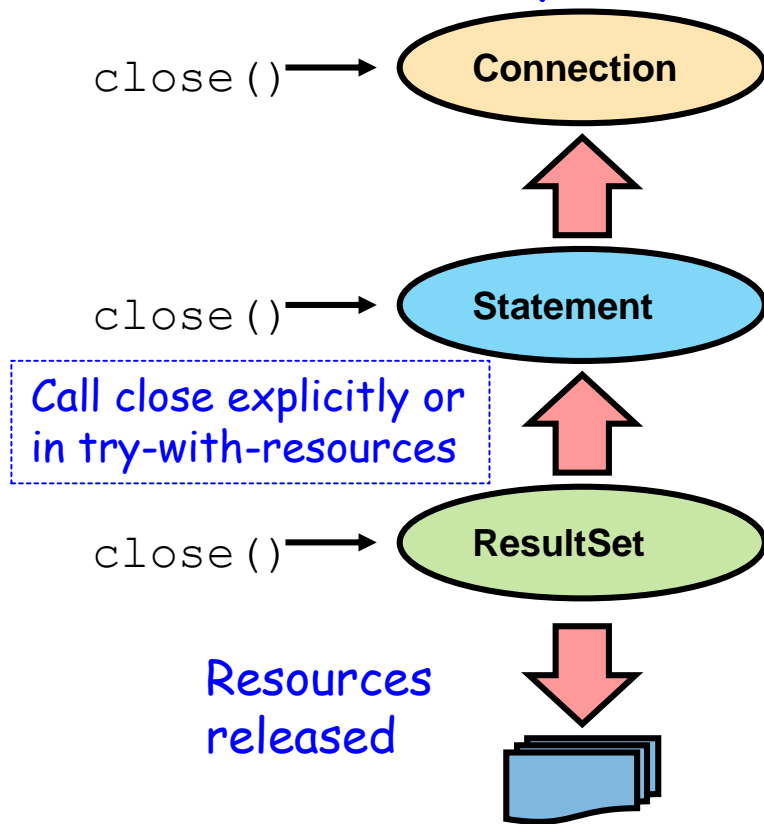 close() Connection
close() Statement
Call close explicitly or
in try-with-resources
close() ResultSet
Resources
released